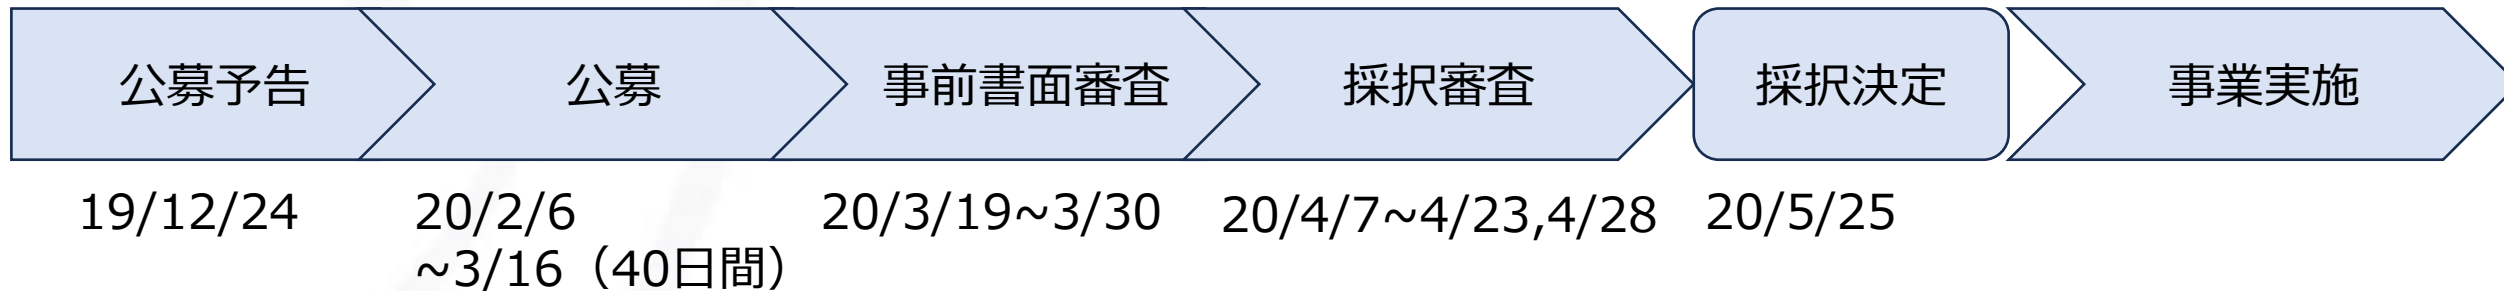 公募予告
公募
事前書面審査
採択審査
採択決定
事業実施
19/12/24
20/2/6
~3/16（40日間）
20/3/19~3/30
20/4/7~4/23,4/28
20/5/25